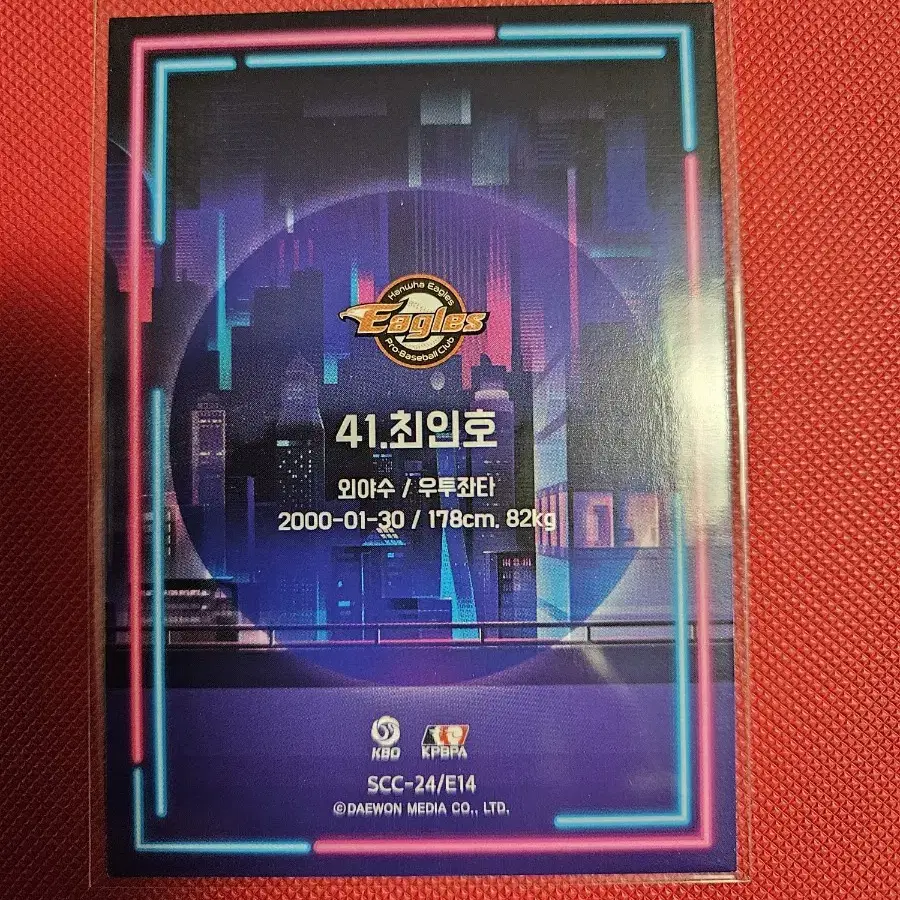 Hanwha Eagles
Eagles
Pro-Baseball Club
41.최인호
외야수 / 우투좌타
2000-01-30 / 178cm, 82kg
KBO
KPBPA
SCC-24/E14
©DAEWON MEDIA CO., LTD.